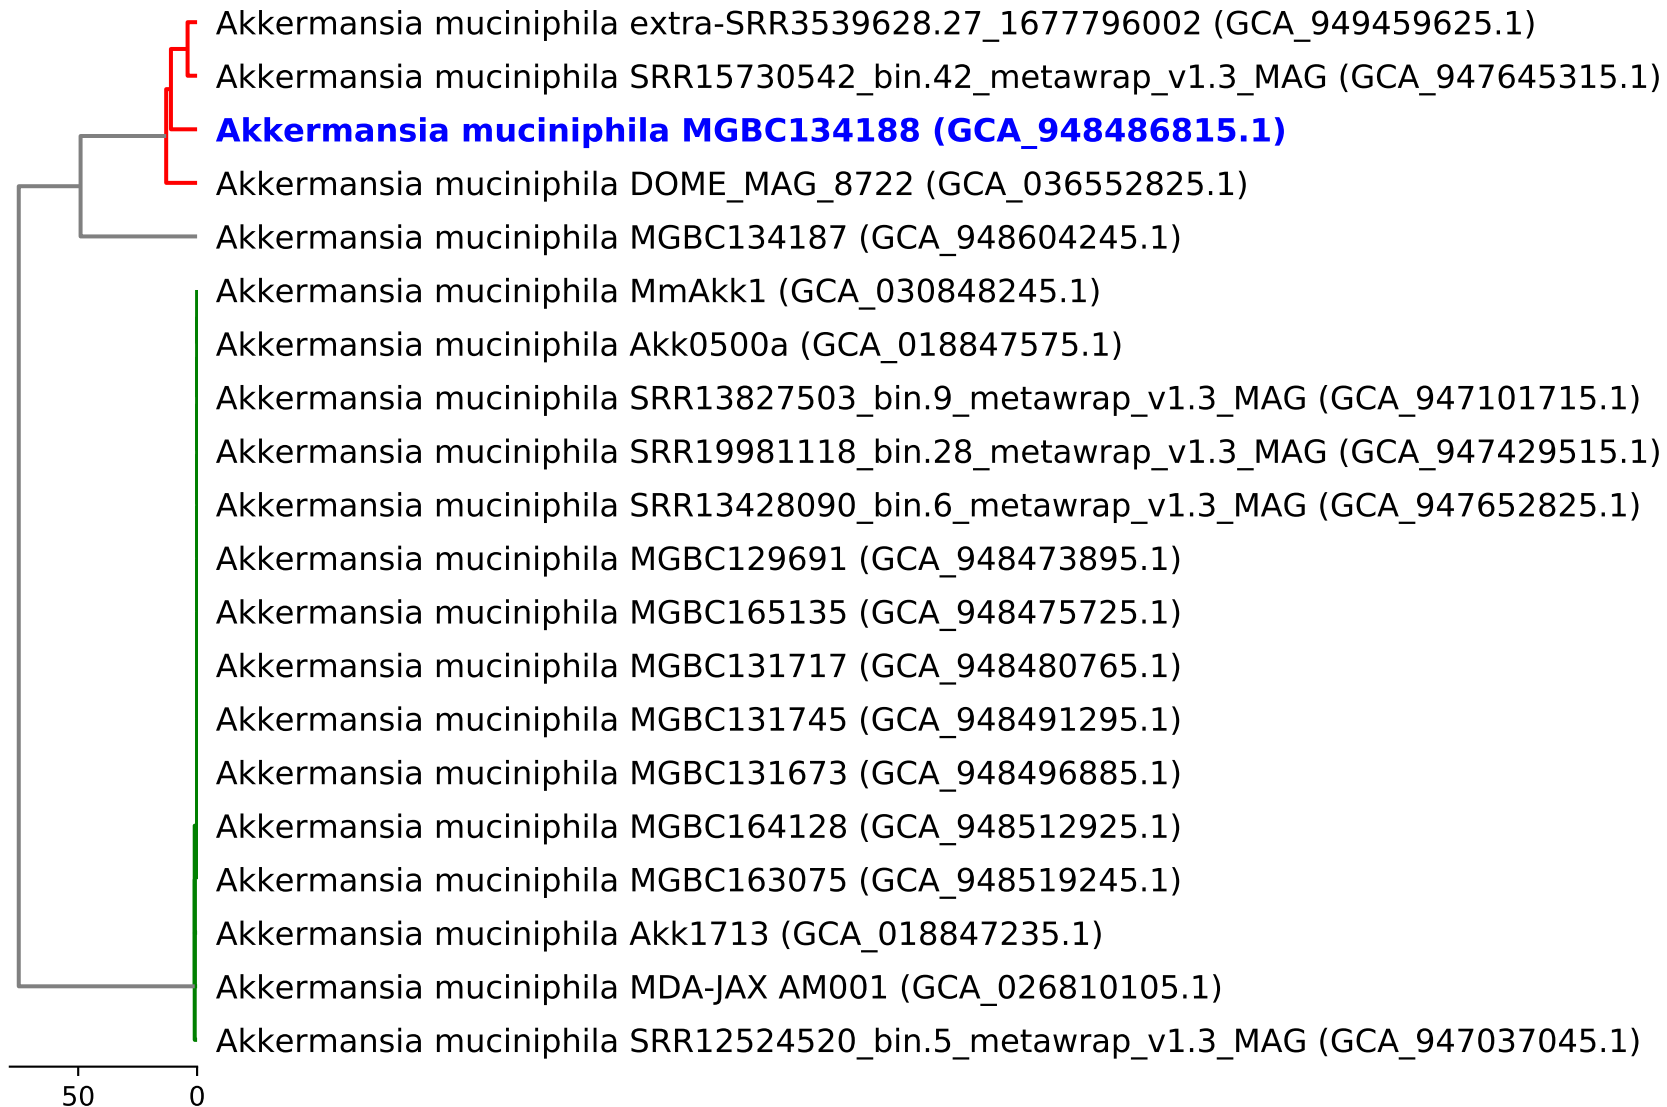 Akkermansia muciniphila extra-SRR3539628.27_1677796002 (GCA_949459625.1)
Akkermansia muciniphila SRR15730542_bin.42_metawrap_v1.3_MAG (GCA_947645315.1)
Akkermansia muciniphila MGBC134188 (GCA_948486815.1)
Akkermansia muciniphila DOME_MAG_8722 (GCA_036552825.1)
Akkermansia muciniphila MGBC134187 (GCA_948604245.1)
Akkermansia muciniphila MmAkk1 (GCA_030848245.1)
Akkermansia muciniphila Akk0500a (GCA_018847575.1)
Akkermansia muciniphila SRR13827503_bin.9_metawrap_v1.3_MAG (GCA_947101715.1)
Akkermansia muciniphila SRR19981118_bin.28_metawrap_v1.3_MAG (GCA_947429515.1)
Akkermansia muciniphila SRR13428090_bin.6_metawrap_v1.3_MAG (GCA_947652825.1)
Akkermansia muciniphila MGBC129691 (GCA_948473895.1)
Akkermansia muciniphila MGBC165135 (GCA_948475725.1)
Akkermansia muciniphila MGBC131717 (GCA_948480765.1)
Akkermansia muciniphila MGBC131745 (GCA_948491295.1)
Akkermansia muciniphila MGBC131673 (GCA_948496885.1)
Akkermansia muciniphila MGBC164128 (GCA_948512925.1)
Akkermansia muciniphila MGBC163075 (GCA_948519245.1)
Akkermansia muciniphila Akk1713 (GCA_018847235.1)
Akkermansia muciniphila MDA-JAX AM001 (GCA_026810105.1)
Akkermansia muciniphila SRR12524520_bin.5_metawrap_v1.3_MAG (GCA_947037045.1)
50 0